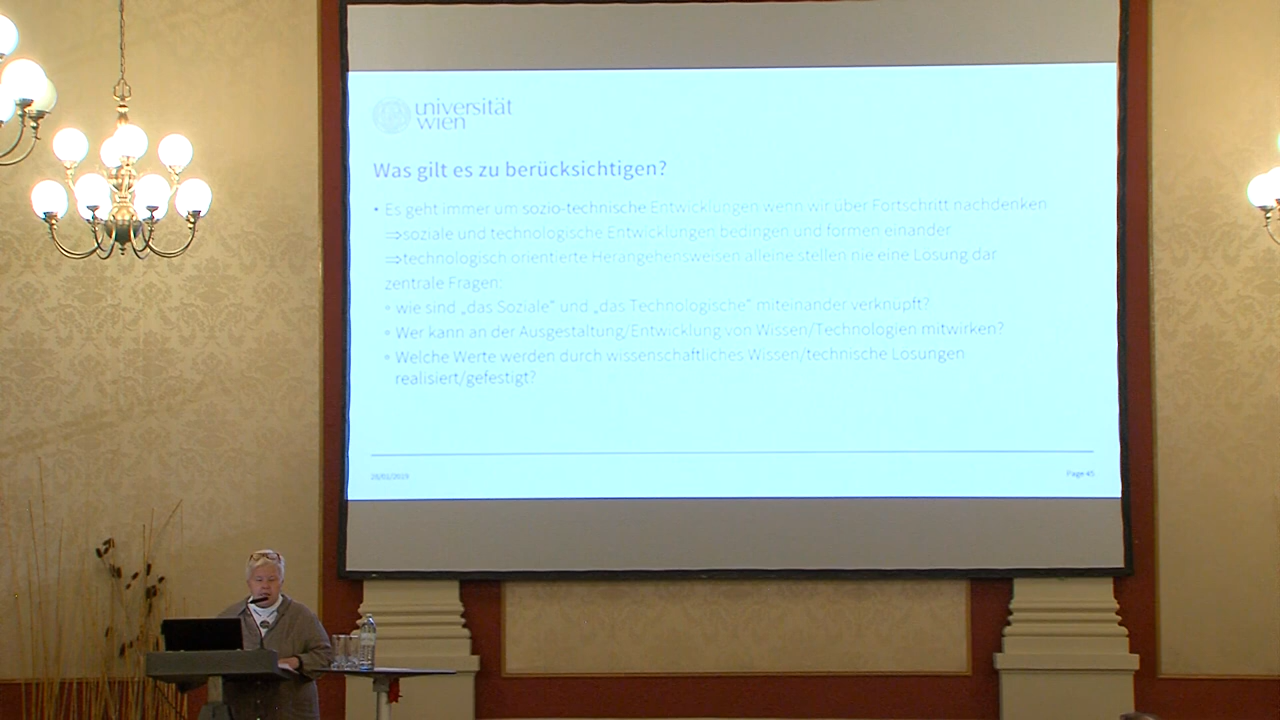 universität
wien
Was gilt es zu berücksichtigen?
• Es geht immer um sozio-technische Entwicklungen wenn wir über Fortschritt nachdenken
⇒soziale und technologische Entwicklungen bedingen und formen einander
⇒technologisch orientierte Herangehensweisen alleine stellen nie eine Lösung dar
zentrale Fragen:
◦ wie sind „das Soziale“ und „das Technologische“ miteinander verknüpft?
◦ Wer kann an der Ausgestaltung/Entwicklung von Wissen/Technologien mitwirken?
◦ Welche Werte werden durch wissenschaftliches Wissen/technische Lösungen
realisiert/gefestigt?
Page 45